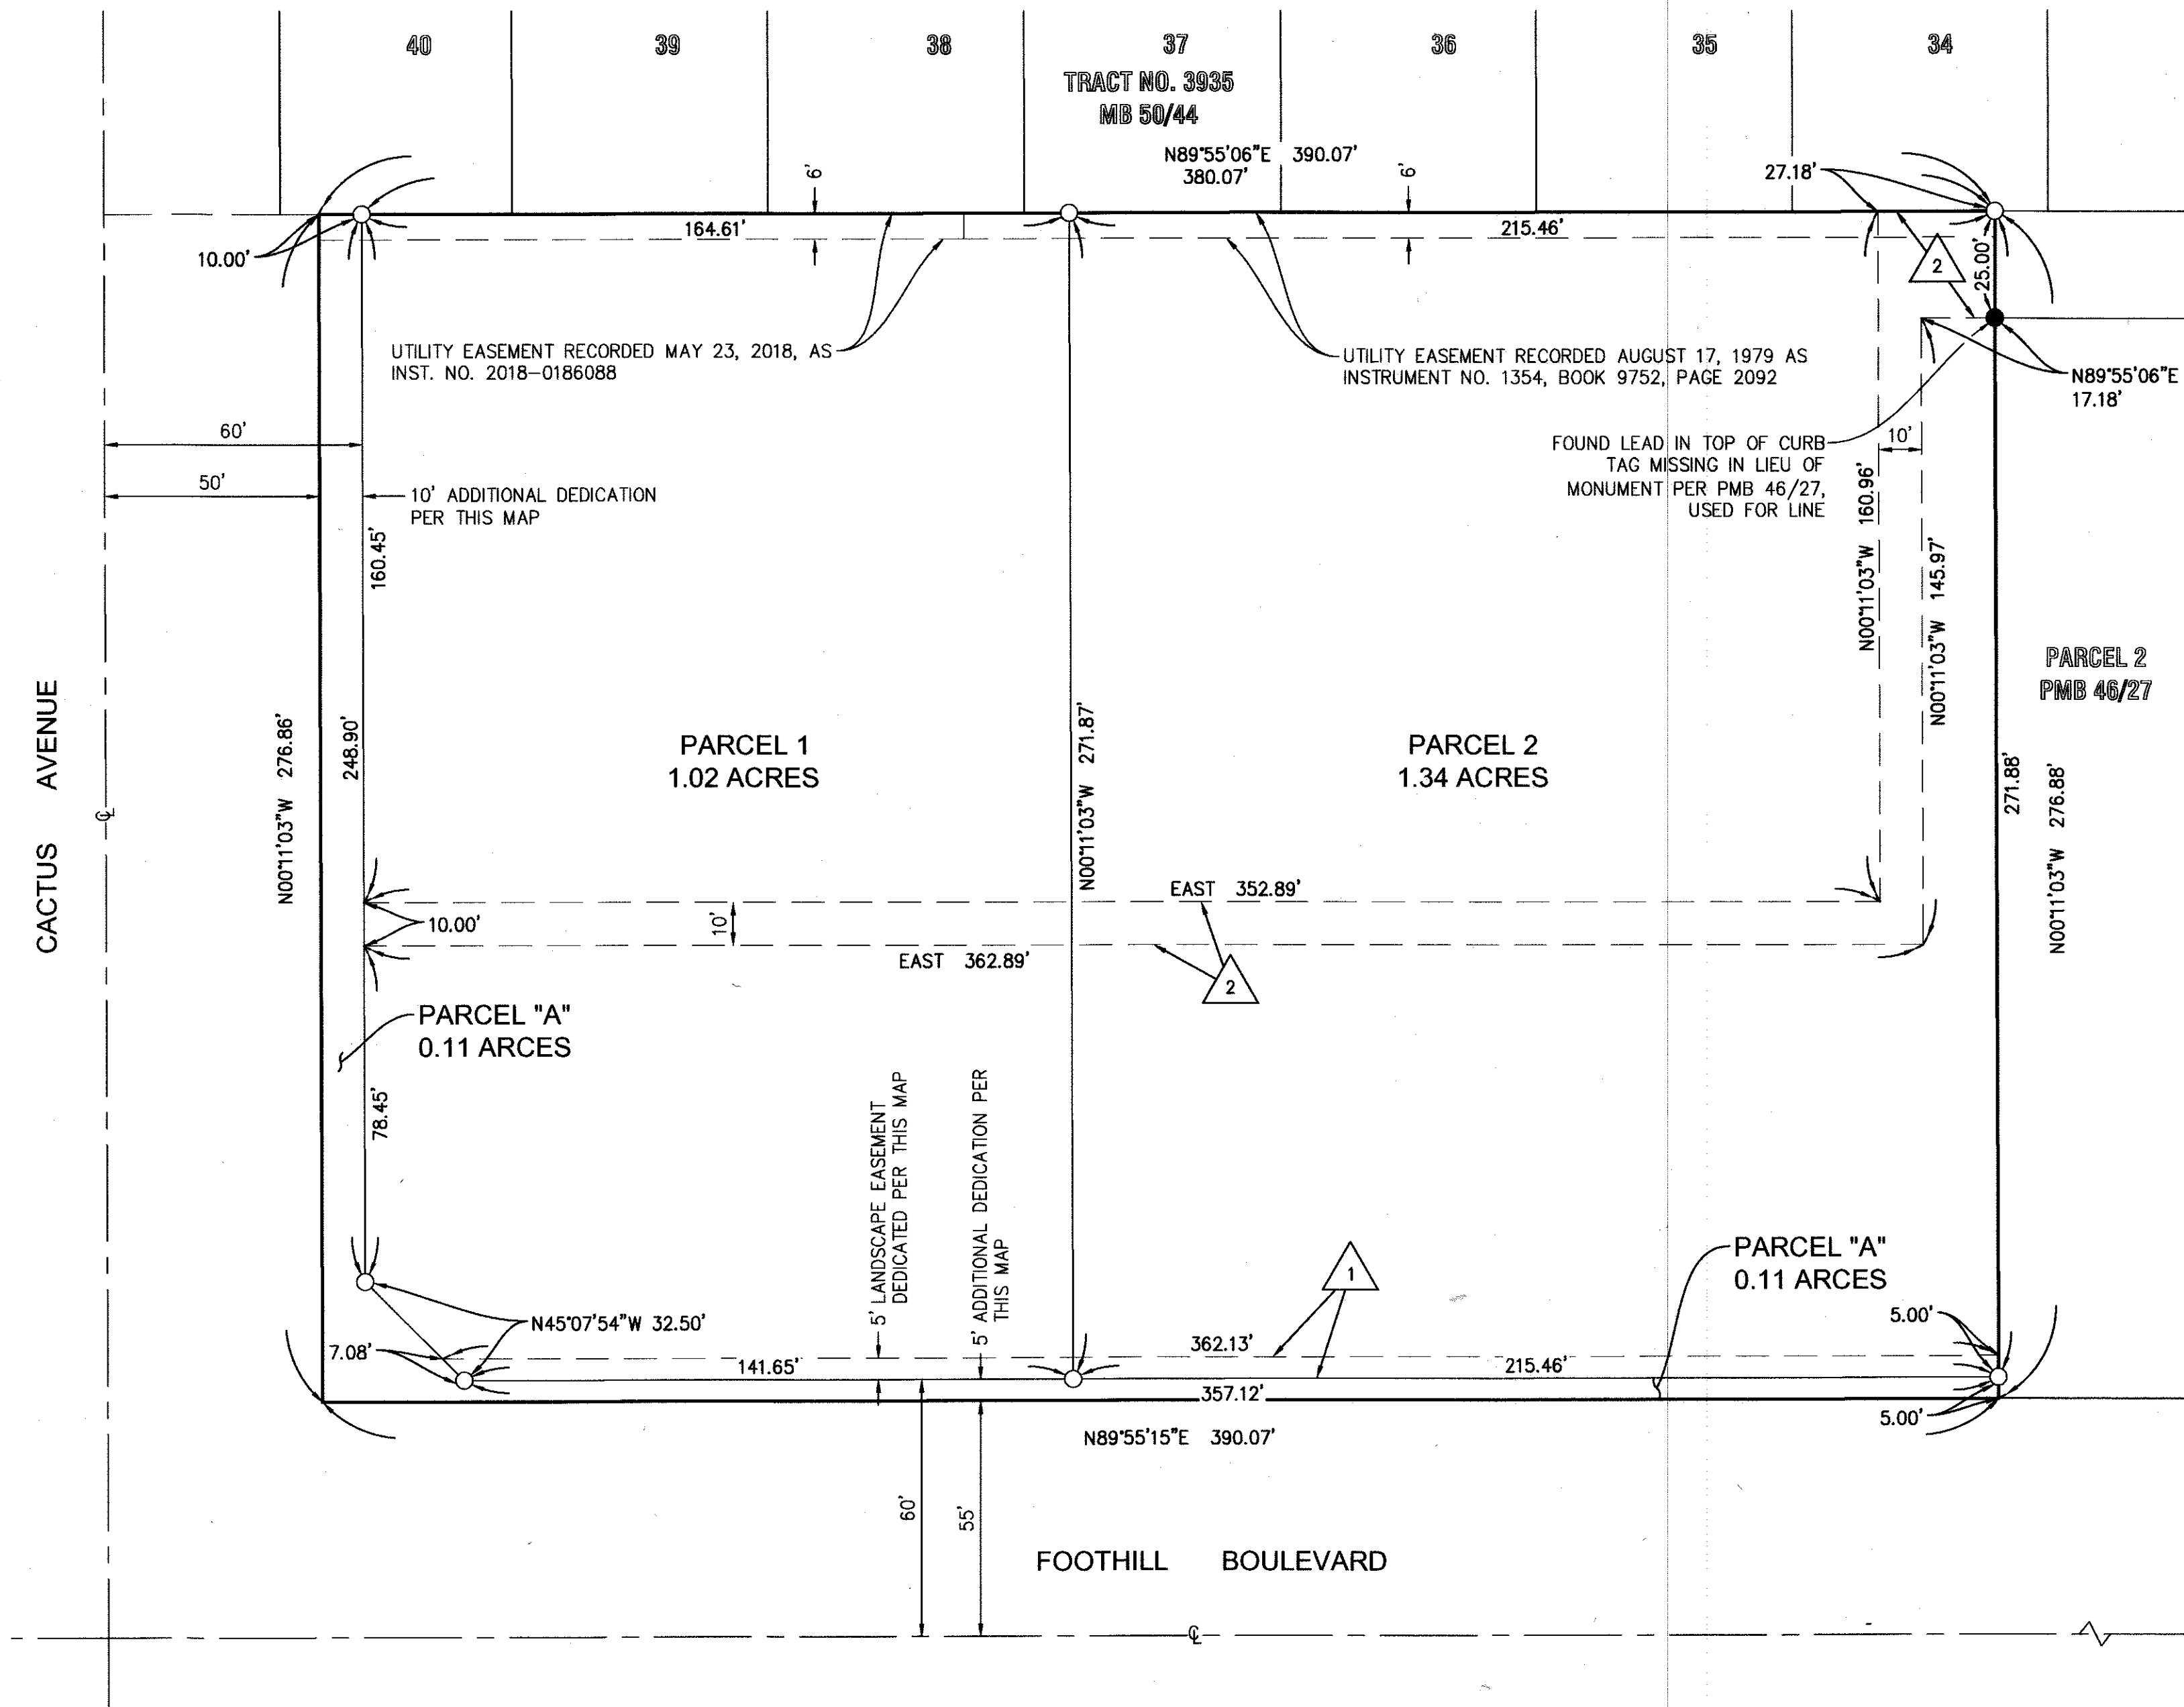 40
39
38
37
36
35
34
TRACT NO. 3935
MB 50/44
N89°55'06"E 390.07'
380.07'
6'
6'
27.18'
164.61'
215.46'
10.00'
25.00'
2
UTILITY EASEMENT RECORDED MAY 23, 2018, AS
INST. NO. 2018-0186088
UTILITY EASEMENT RECORDED AUGUST 17, 1979 AS
INSTRUMENT NO. 1354, BOOK 9752, PAGE 2092
N89°55'06"E
17.18'
60'
50'
10' ADDITIONAL DEDICATION
PER THIS MAP
FOUND LEAD IN TOP OF CURB
TAG MISSING IN LIEU OF
MONUMENT PER PMB 46/27,
USED FOR LINE
10'
160.45'
N00°11'03"W 160.96'
N00°11'03"W 145.97'
PARCEL 2
PMB 46/27
CACTUS AVENUE
℄
N00°11'03"W 276.86'
248.90'
PARCEL 1
1.02 ACRES
N00°11'03"W 271.87'
PARCEL 2
1.34 ACRES
271.88'
N00°11'03"W 276.88'
EAST 352.89'
10.00'
10'
EAST 362.89'
2
PARCEL "A"
0.11 ARCES
78.45'
5' LANDSCAPE EASEMENT
DEDICATED PER THIS MAP
5' ADDITIONAL DEDICATION PER
THIS MAP
1
PARCEL "A"
0.11 ARCES
N45°07'54"W 32.50'
7.08'
5.00'
362.13'
141.65'
215.46'
357.12'
5.00'
N89°55'15"E 390.07'
60'
55'
FOOTHILL BOULEVARD
℄